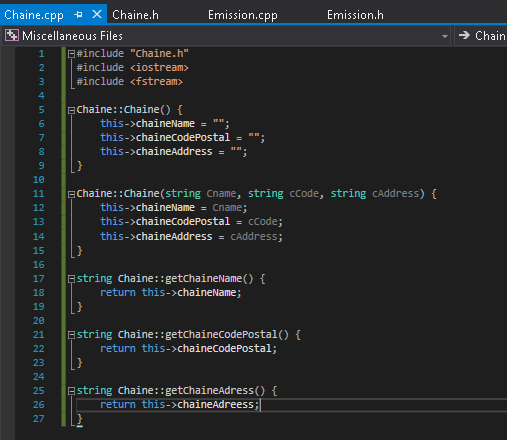 Chaine.cpp Chaine.h Emission.cpp Emission.h
Miscellaneous Files Chain
1 #include "Chaine.h"
2 #include <iostream>
3 #include <fstream>
4
5 Chaine::Chaine() {
6 this->chaineName = "";
7 this->chaineCodePostal = "";
8 this->chaineAddress = "";
9 }
10
11 Chaine::Chaine(string Cname, string cCode, string cAddress) {
12 this->chaineName = Cname;
13 this->chaineCodePostal = cCode;
14 this->chaineAddress = cAddress;
15 }
16
17 string Chaine::getChaineName() {
18 return this->chaineName;
19 }
20
21 string Chaine::getChaineCodePostal() {
22 return this->chaineCodePostal;
23 }
24
25 string Chaine::getChaineAdress() {
26 return this->chaineAdreess;
27 }